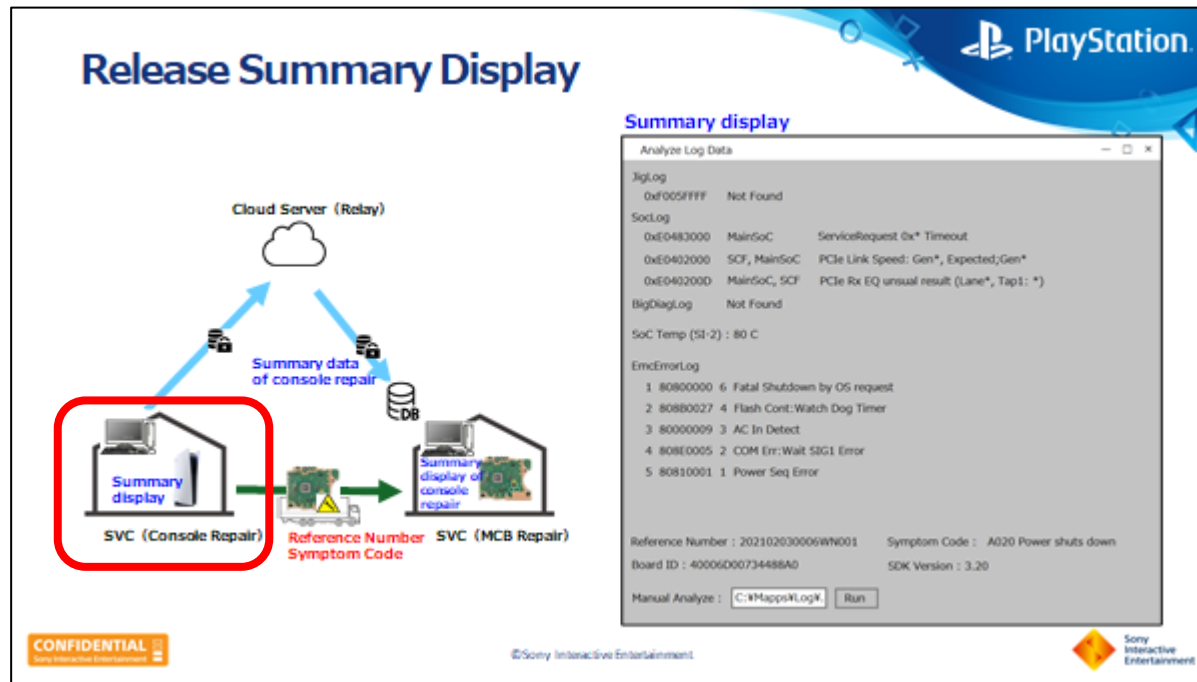 Release Summary Display
PlayStation.
Summary display
Analyze Log Data
JigLog
0xF005FFFF Not Found
SocLog
0xE0483000 MainSoC ServiceRequest 0x* Timeout
0xE0402000 SCF, MainSoC PCIe Link Speed: Gen*, Expected;Gen*
0xE040200D MainSoC, SCF PCIe Rx EQ unsual result (Lane*, Tap1: *)
BigDiagLog Not Found
SoC Temp (SI-2) : 80 C
EmcErrorLog
1 80800000 6 Fatal Shutdown by OS request
2 808B0027 4 Flash Cont:Watch Dog Timer
3 80000009 3 AC In Detect
4 808E0005 2 COM Err:Wait SIG1 Error
5 80810001 1 Power Seq Error
Reference Number : 202102030006WN001 Symptom Code : A020 Power shuts down
Board ID : 40006D00734488A0 SDK Version : 3.20
Manual Analyze : C:¥Mapps¥Log¥. Run
Cloud Server (Relay)
Summary data
of console repair
DB
Summary
display
SVC (Console Repair)
Reference Number
Symptom Code
Summary
display of
console
repair
SVC (MCB Repair)
CONFIDENTIAL
Sony Interactive Entertainment
©Sony Interactive Entertainment
Sony
Interactive
Entertainment